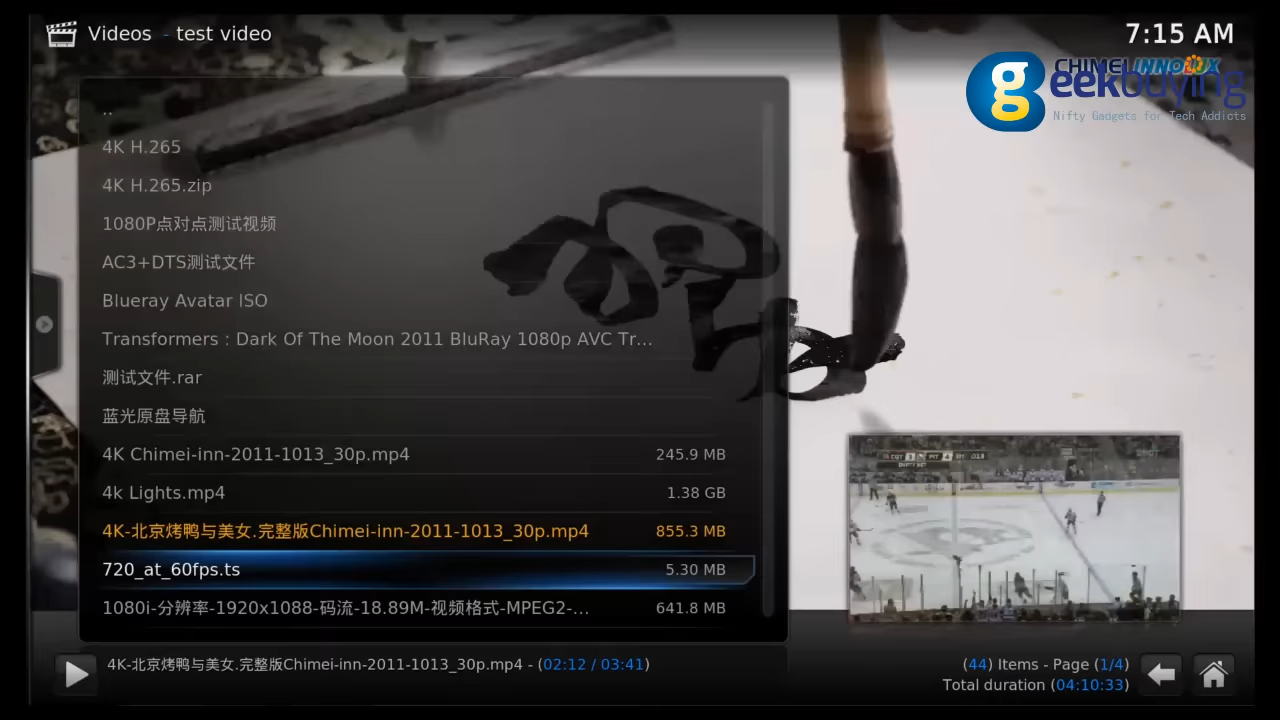 Videos - test video
7:15 AM
CHIMEI INNOLUX
geekbuying
Nifty Gadgets for Tech Addicts
..
4K H.265
4K H.265.zip
1080P点对点测试视频
AC3+DTS测试文件
Blueray Avatar ISO
Transformers : Dark Of The Moon 2011 BluRay 1080p AVC Tr...
测试文件.rar
蓝光原盘导航
4K Chimei-inn-2011-1013_30p.mp4 245.9 MB
4k Lights.mp4 1.38 GB
4K-北京烤鸭与美女.完整版Chimei-inn-2011-1013_30p.mp4 855.3 MB
720_at_60fps.ts 5.30 MB
1080i-分辨率-1920x1088-码流-18.89M-视频格式-MPEG2-... 641.8 MB
4K-北京烤鸭与美女.完整版Chimei-inn-2011-1013_30p.mp4 - (02:12 / 03:41)
(44) Items - Page (1/4)
Total duration (04:10:33)